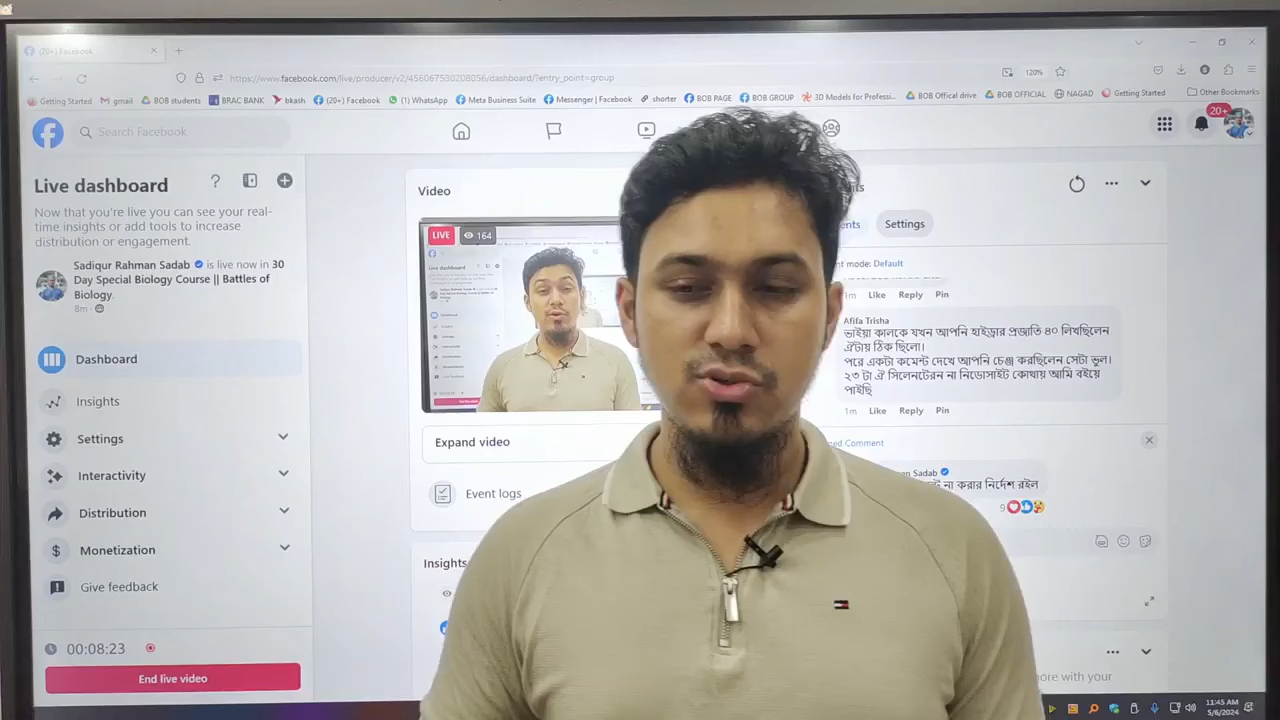 (20+) Facebook
https://www.facebook.com/live/producer/v2/456067530208056/dashboard/?entry_point=group
120%
Getting Started
gmail
BOB students
BRAC BANK
bkash
(20+) Facebook
(1) WhatsApp
Meta Business Suite
Messenger | Facebook
shorter
BOB PAGE
BOB GROUP
3D Models for Professi...
BOB Offical drive
BOB OFFICIAL
NAGAD
Getting Started
Other Bookmarks
Search Facebook
20+
Live dashboard
Now that you're live you can see your real-
time insights or add tools to increase
distribution or engagement.
Sadiqur Rahman Sadab is live now in 30
Day Special Biology Course || Battles of
Biology.
8m
Dashboard
Insights
Settings
Interactivity
Distribution
Monetization
Give feedback
00:08:23
End live video
Video
LIVE 164
Live dashboard
Expand video
Event logs
Insights
Settings
Default
1m Like Reply Pin
Afifa Trisha
ভাইয়া কালকে যখন আপনি হাইড্রার প্রজাতি ৪০ লিখছিলেন
ঐটায় ঠিক ছিলো।
পরে একটা কমেন্ট দেখে আপনি চেঞ্জ করছিলেন সেটা ভুল।
২৩ টা ঐ সিলেনটেরন না নিডোসাইট কোথায় আমি বইয়ে
পাইছি
1m Like Reply Pin
Comment
Sadab
না করার নির্দেশ রইল
9
with your
11:45 AM
5/6/2024